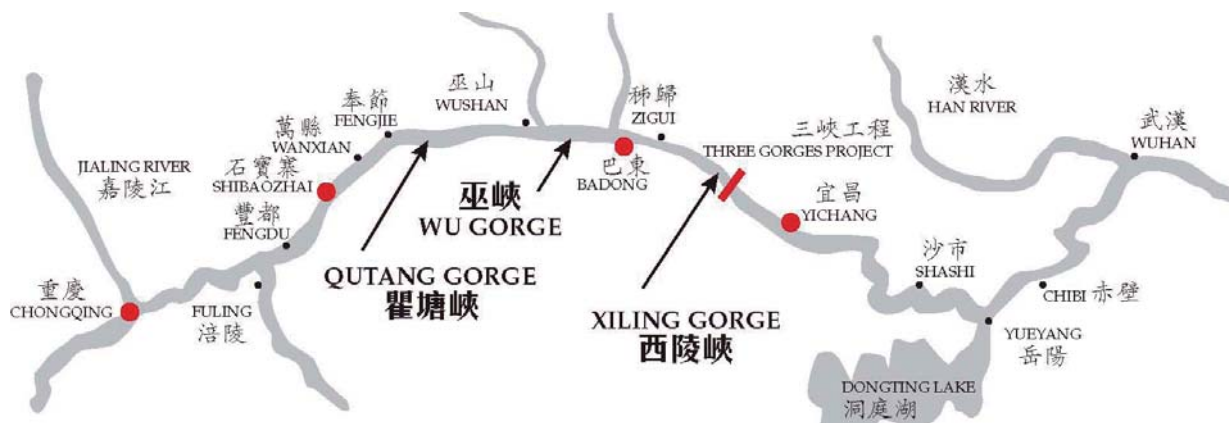 JIALING RIVER
嘉陵江
重慶
CHONGQING
FULING
涪陵
豐都
FENGDU
石寶寨
SHIBAOZHAI
萬縣
WANXIAN
奉節
FENGJIE
QUTANG GORGE
瞿塘峽
巫山
WUSHAN
巫峽
WU GORGE
巴東
BADONG
秭歸
ZIGUI
三峽工程
THREE GORGES PROJECT
XILING GORGE
西陵峽
宜昌
YICHANG
沙市
SHASHI
漢水
HAN RIVER
武漢
WUHAN
CHIBI 赤壁
YUEYANG
岳陽
DONGTING LAKE
洞庭湖